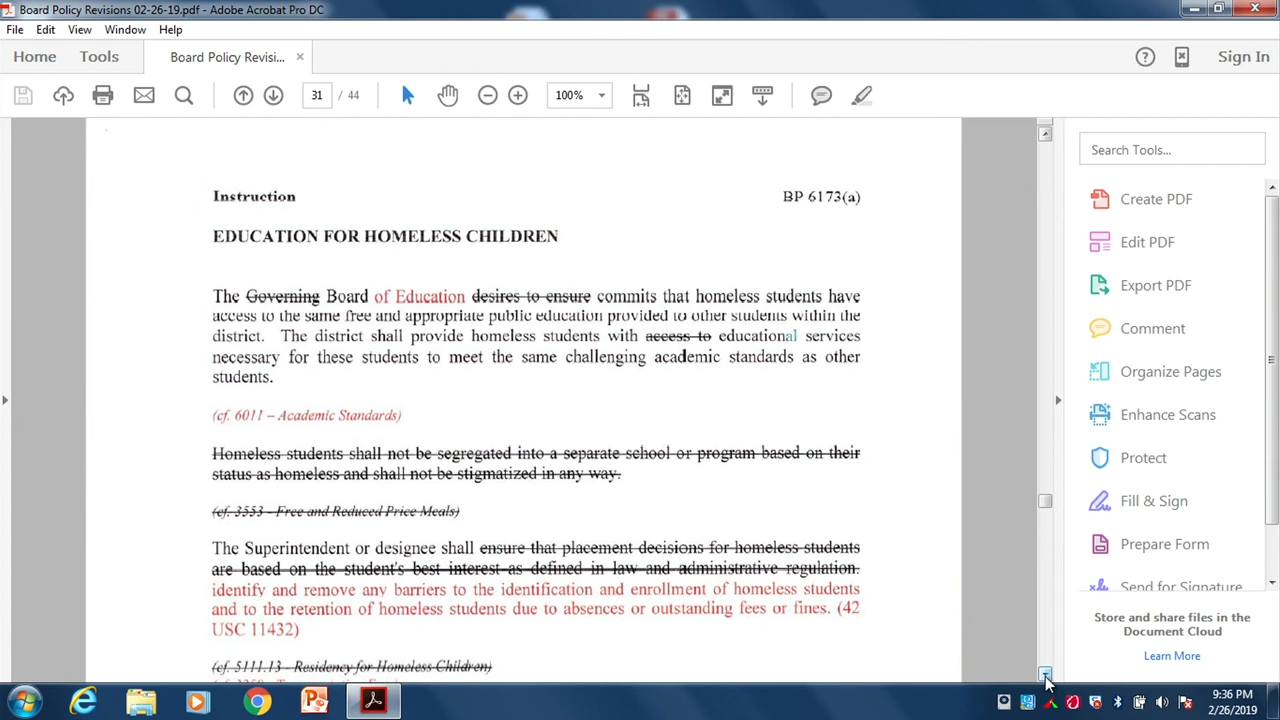 Board Policy Revisions 02-26-19.pdf - Adobe Acrobat Pro DC
File Edit View Window Help
Home Tools Board Policy Revisi... × Sign In
31 / 44 100%
Search Tools...
Create PDF
Edit PDF
Export PDF
Comment
Organize Pages
Enhance Scans
Protect
Fill & Sign
Prepare Form
Send for Signature
Store and share files in the
Document Cloud
Learn More
Instruction BP 6173(a)
EDUCATION FOR HOMELESS CHILDREN
The Governing Board of Education desires to ensure commits that homeless students have
access to the same free and appropriate public education provided to other students within the
district. The district shall provide homeless students with access to educational services
necessary for these students to meet the same challenging academic standards as other
students.
(cf. 6011 – Academic Standards)
Homeless students shall not be segregated into a separate school or program based on their
status as homeless and shall not be stigmatized in any way.
(cf. 3553 - Free and Reduced Price Meals)
The Superintendent or designee shall ensure that placement decisions for homeless students
are based on the student's best interest as defined in law and administrative regulation.
identify and remove any barriers to the identification and enrollment of homeless students
and to the retention of homeless students due to absences or outstanding fees or fines. (42
USC 11432)
(cf. 5111.13 - Residency for Homeless Children)
9:36 PM
2/26/2019